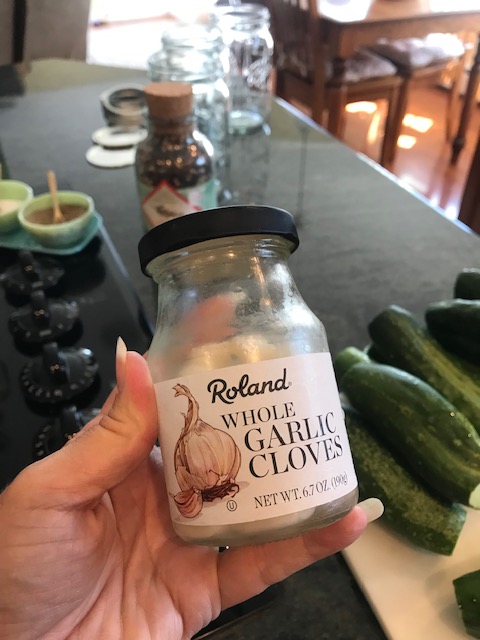 Roland
WHOLE
GARLIC
CLOVES
NET WT. 6.7 OZ. (190g)
U